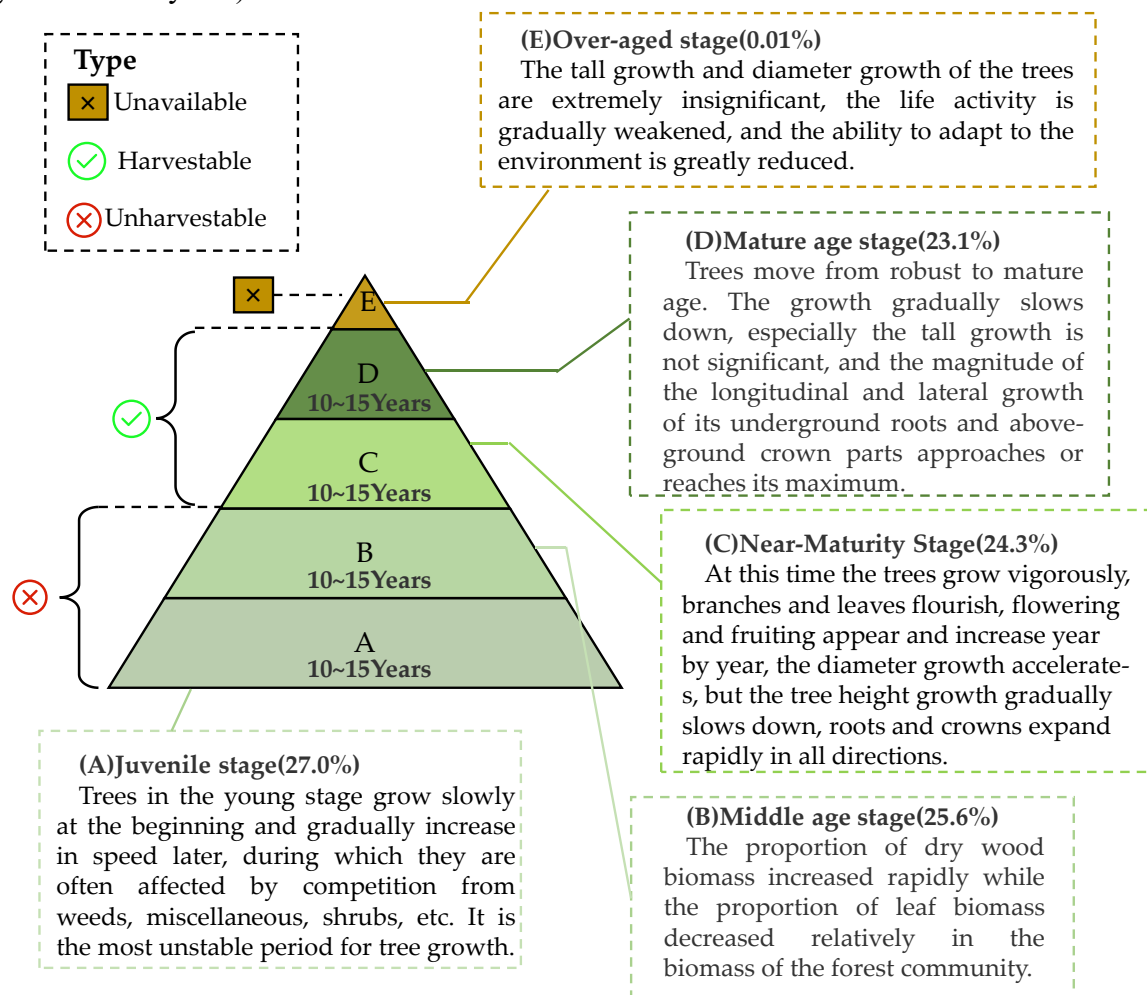 Type
Unavailable
Harvestable
Unharvestable
(E)Over-aged stage(0.01%)
The tall growth and diameter growth of the trees
are extremely insignificant, the life activity is
gradually weakened, and the ability to adapt to the
environment is greatly reduced.
(D)Mature age stage(23.1%)
Trees move from robust to mature
age. The growth gradually slows
down, especially the tall growth is
not significant, and the magnitude of
the longitudinal and lateral growth
of its underground roots and above-
ground crown parts approaches or
reaches its maximum.
E
D
10~15Years
C
10~15Years
B
10~15Years
A
10~15Years
(C)Near-Maturity Stage(24.3%)
At this time the trees grow vigorously,
branches and leaves flourish, flowering
and fruiting appear and increase year
by year, the diameter growth accelerate-
s, but the tree height growth gradually
slows down, roots and crowns expand
rapidly in all directions.
(A)Juvenile stage(27.0%)
Trees in the young stage grow slowly
at the beginning and gradually increase
in speed later, during which they are
often affected by competition from
weeds, miscellaneous, shrubs, etc. It is
the most unstable period for tree growth.
(B)Middle age stage(25.6%)
The proportion of dry wood
biomass increased rapidly while
the proportion of leaf biomass
decreased relatively in the
biomass of the forest community.